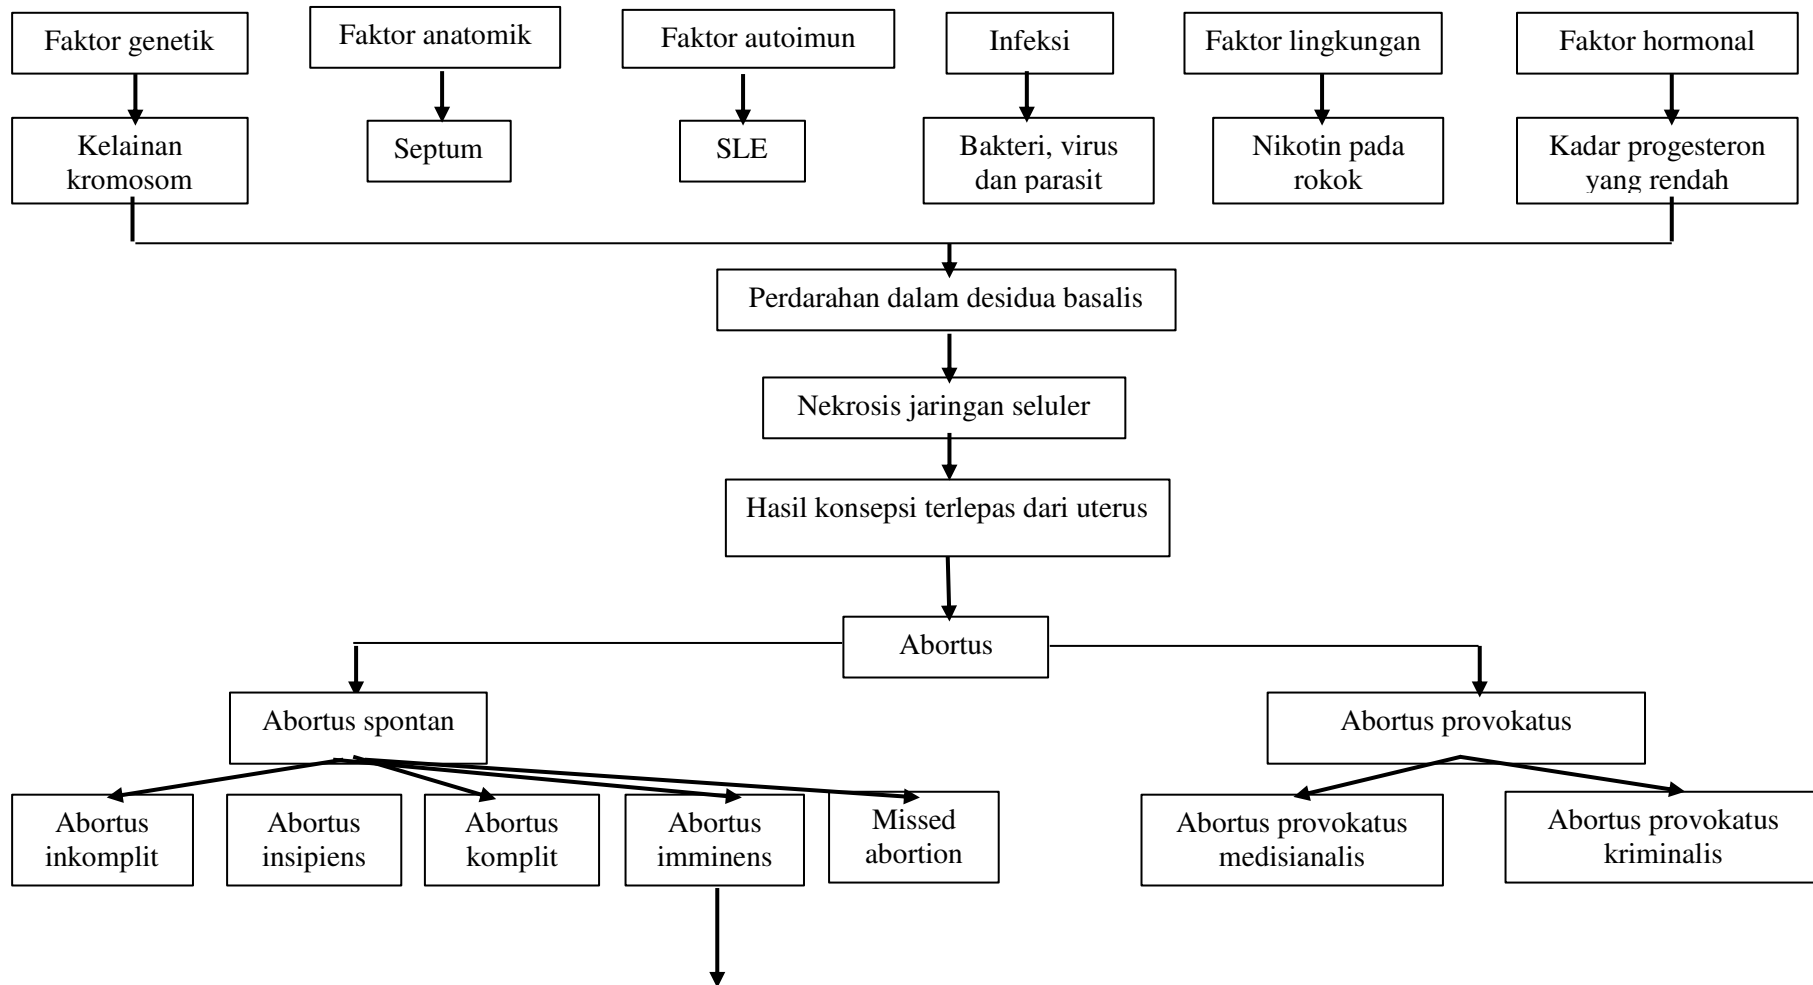 Faktor genetik
Faktor anatomik
Faktor autoimun
Infeksi
Faktor lingkungan
Faktor hormonal
Kelainan
kromosom
Septum
SLE
Bakteri, virus
dan parasit
Nikotin pada
rokok
Kadar progesteron
yang rendah
Perdarahan dalam desidua basalis
Nekrosis jaringan seluler
Hasil konsepsi terlepas dari uterus
Abortus
Abortus spontan
Abortus provokatus
Abortus
inkomplit
Abortus
insipiens
Abortus
komplit
Abortus
imminens
Missed
abortion
Abortus provokatus
medisianalis
Abortus provokatus
kriminalis